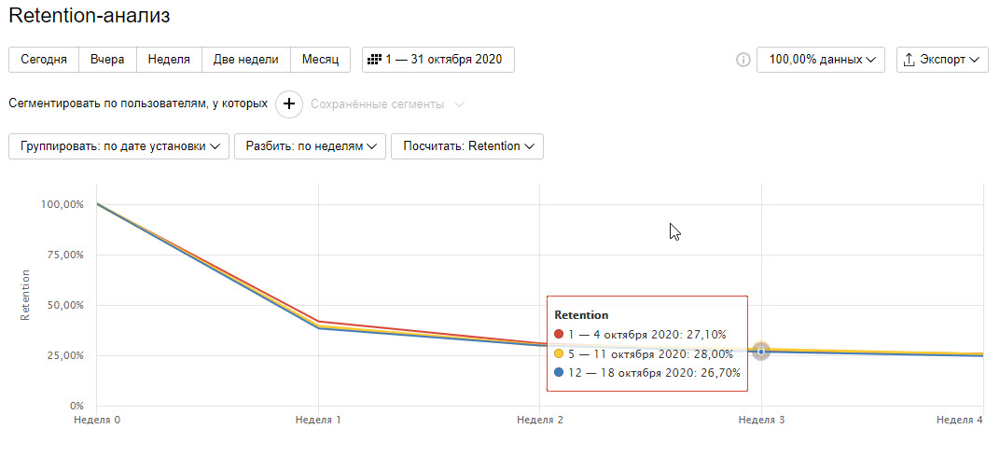 Retention-анализ
Сегодня Вчера Неделя Две недели Месяц 1 — 31 октября 2020 100,00% данных Экспорт
Сегментировать по пользователям, у которых + Сохранённые сегменты
Группировать: по дате установки Разбить: по неделям Посчитать: Retention
100,00%
75,00%
50,00%
25,00%
0%
Retention
Retention
1 — 4 октября 2020: 27,10%
5 — 11 октября 2020: 28,00%
12 — 18 октября 2020: 26,70%
Неделя 0 Неделя 1 Неделя 2 Неделя 3 Неделя 4